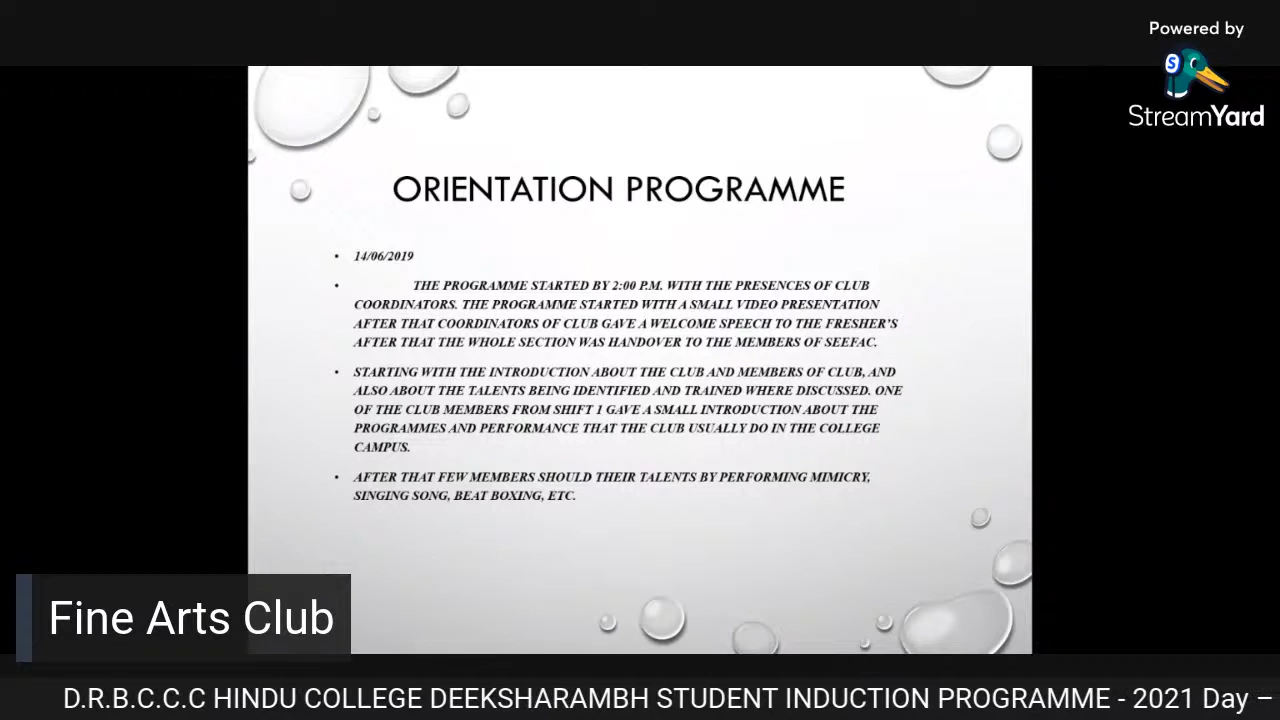 Powered by
S
StreamYard
ORIENTATION PROGRAMME
• 14/06/2019
• THE PROGRAMME STARTED BY 2:00 P.M. WITH THE PRESENCES OF CLUB
COORDINATORS. THE PROGRAMME STARTED WITH A SMALL VIDEO PRESENTATION
AFTER THAT COORDINATORS OF CLUB GAVE A WELCOME SPEECH TO THE FRESHER'S
AFTER THAT THE WHOLE SECTION WAS HANDOVER TO THE MEMBERS OF SEEFAC.
• STARTING WITH THE INTRODUCTION ABOUT THE CLUB AND MEMBERS OF CLUB, AND
ALSO ABOUT THE TALENTS BEING IDENTIFIED AND TRAINED WHERE DISCUSSED. ONE
OF THE CLUB MEMBERS FROM SHIFT 1 GAVE A SMALL INTRODUCTION ABOUT THE
PROGRAMMES AND PERFORMANCE THAT THE CLUB USUALLY DO IN THE COLLEGE
CAMPUS.
• AFTER THAT FEW MEMBERS SHOULD THEIR TALENTS BY PERFORMING MIMICRY,
SINGING SONG, BEAT BOXING, ETC.
Fine Arts Club
D.R.B.C.C.C HINDU COLLEGE DEEKSHARAMBH STUDENT INDUCTION PROGRAMME - 2021 Day –